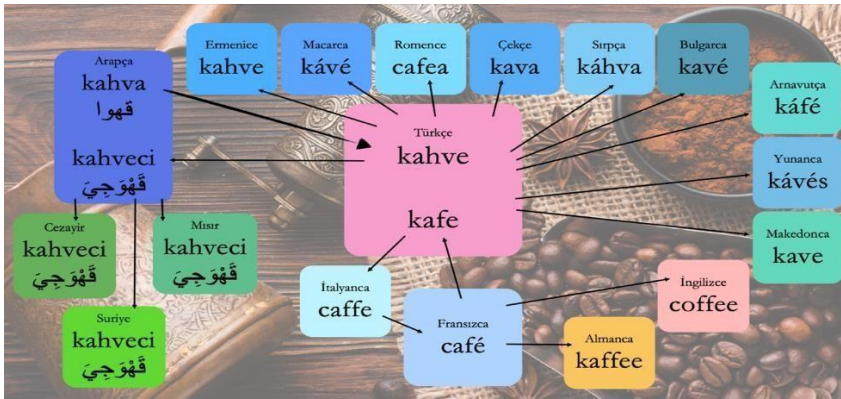 Arapça
kahva
قهوا
kahveci
قَهْوَجِيَ
Ermenice
kahve
Macarca
kávé
Romence
cafea
Çekçe
kava
Sırpça
káhva
Bulgarca
kavé
Arnavutça
káfé
Türkçe
kahve
kafe
Yunanca
kávés
Makedonca
kave
Cezayir
kahveci
قَهْوَجِيَ
Mısır
kahveci
قَهْوَجِيَ
Suriye
kahveci
قَهْوَجِيَ
İtalyanca
caffe
Fransızca
café
Almanca
kaffee
İngilizce
coffee